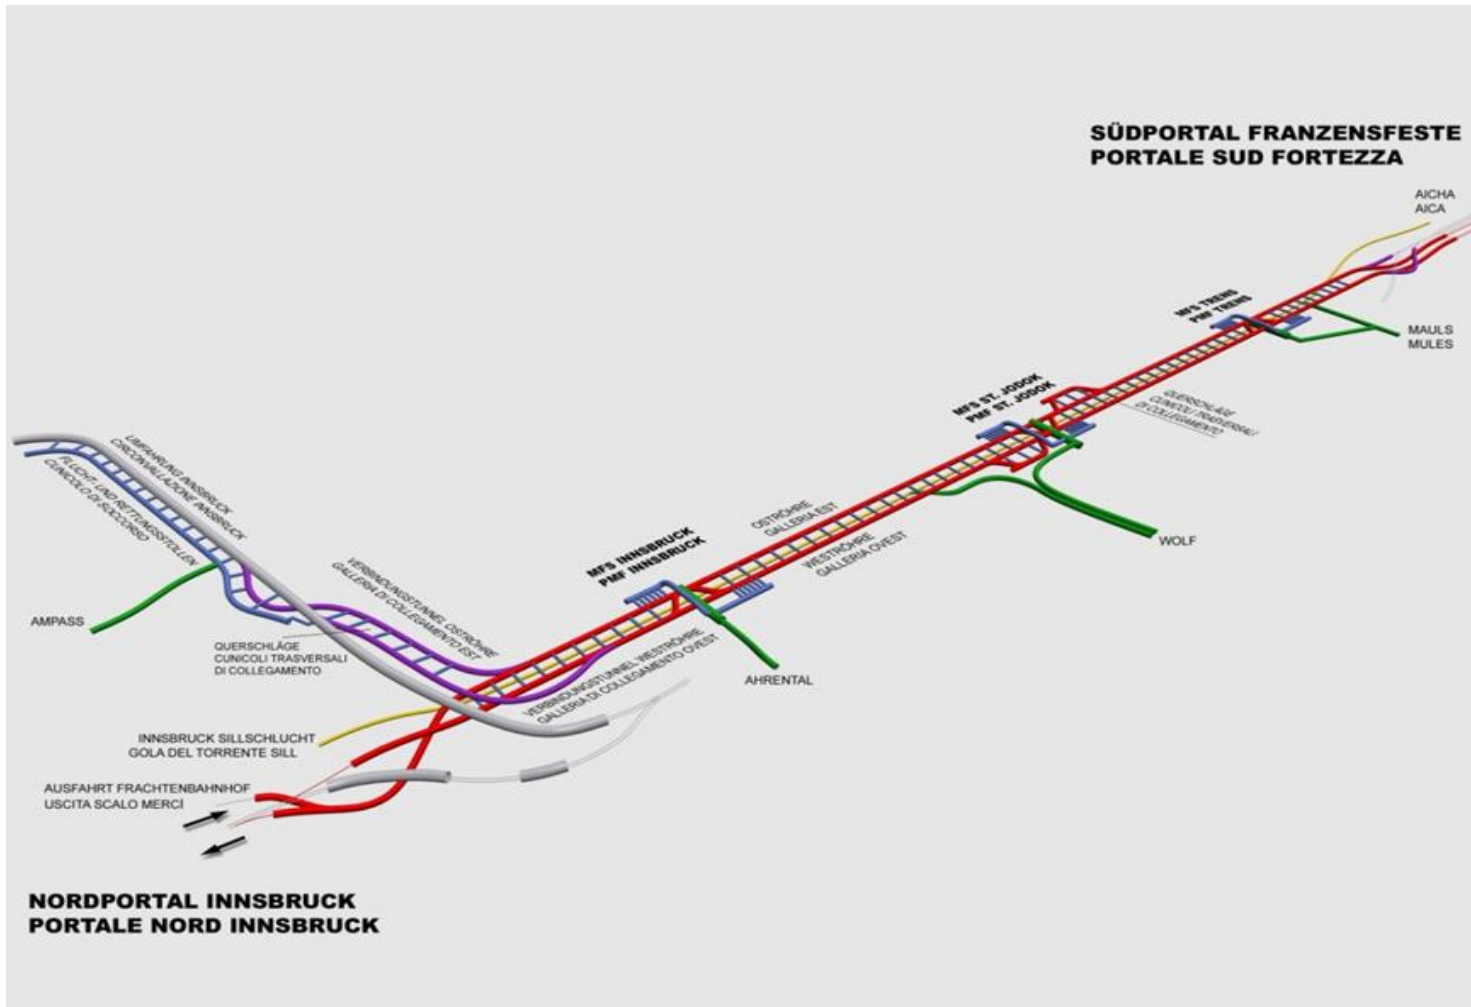 SÜDPORTAL FRANZENSFESTE
PORTALE SUD FORTEZZA
AICHA
AICA
MFS TRENS
PMF TRENS
MAULS
MULES
MFS ST. JODOK
PMF ST. JODOK
QUERSCHLÄGE
CUNICOLI TRASVERSALI
DI COLLEGAMENTO
UMFAHRUNG INNSBRUCK
CIRCONVALLAZIONE INNSBRUCK
FLUCHT- UND RETTUNGSSTOLLEN
CUNICOLO DI SOCCORSO
OSTRÖHRE
GALLERIA EST
WESTRÖHRE
GALLERIA OVEST
WOLF
MFS INNSBRUCK
PMF INNSBRUCK
VERBINDUNGSTUNNEL OSTRÖHRE
GALLERIA DI COLLEGAMENTO EST
AMPASS
QUERSCHLÄGE
CUNICOLI TRASVERSALI
DI COLLEGAMENTO
AHRENTAL
VERBINDUNGSTUNNEL WESTRÖHRE
GALLERIA DI COLLEGAMENTO OVEST
INNSBRUCK SILLSCHLUCHT
GOLA DEL TORRENTE SILL
AUSFAHRT FRACHTENBAHNHOF
USCITA SCALO MERCÌ
NORDPORTAL INNSBRUCK
PORTALE NORD INNSBRUCK